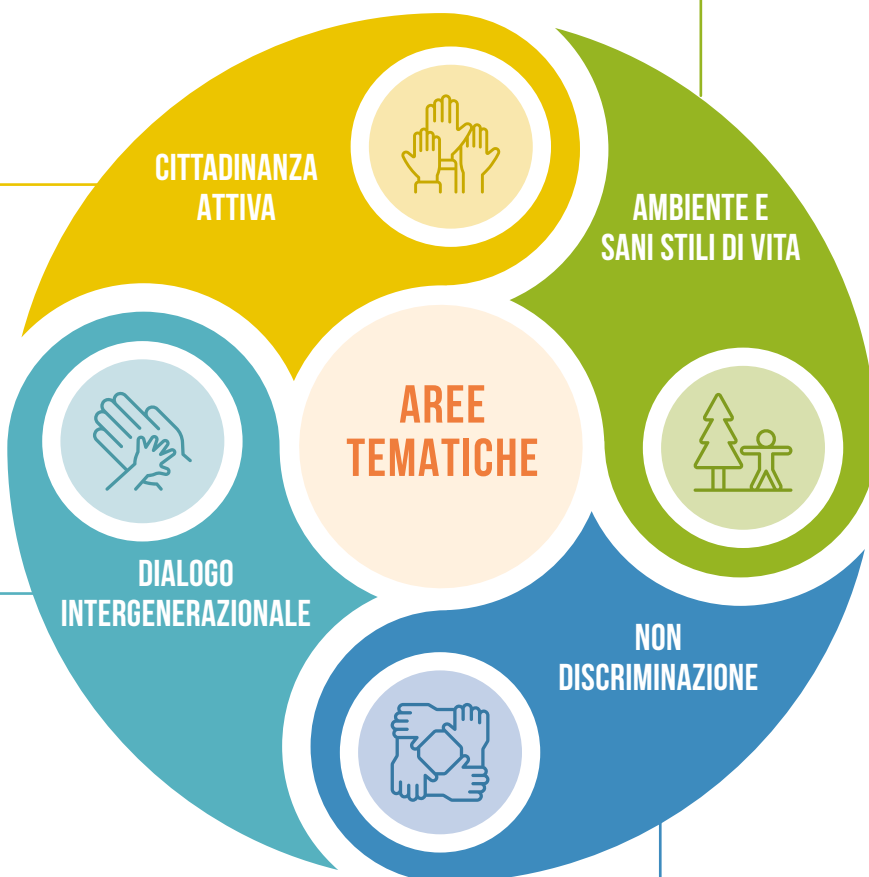 CITTADINANZA
ATTIVA
AMBIENTE E
SANI STILI DI VITA
AREE
TEMATICHE
DIALOGO
INTERGENERAZIONALE
NON
DISCRIMINAZIONE